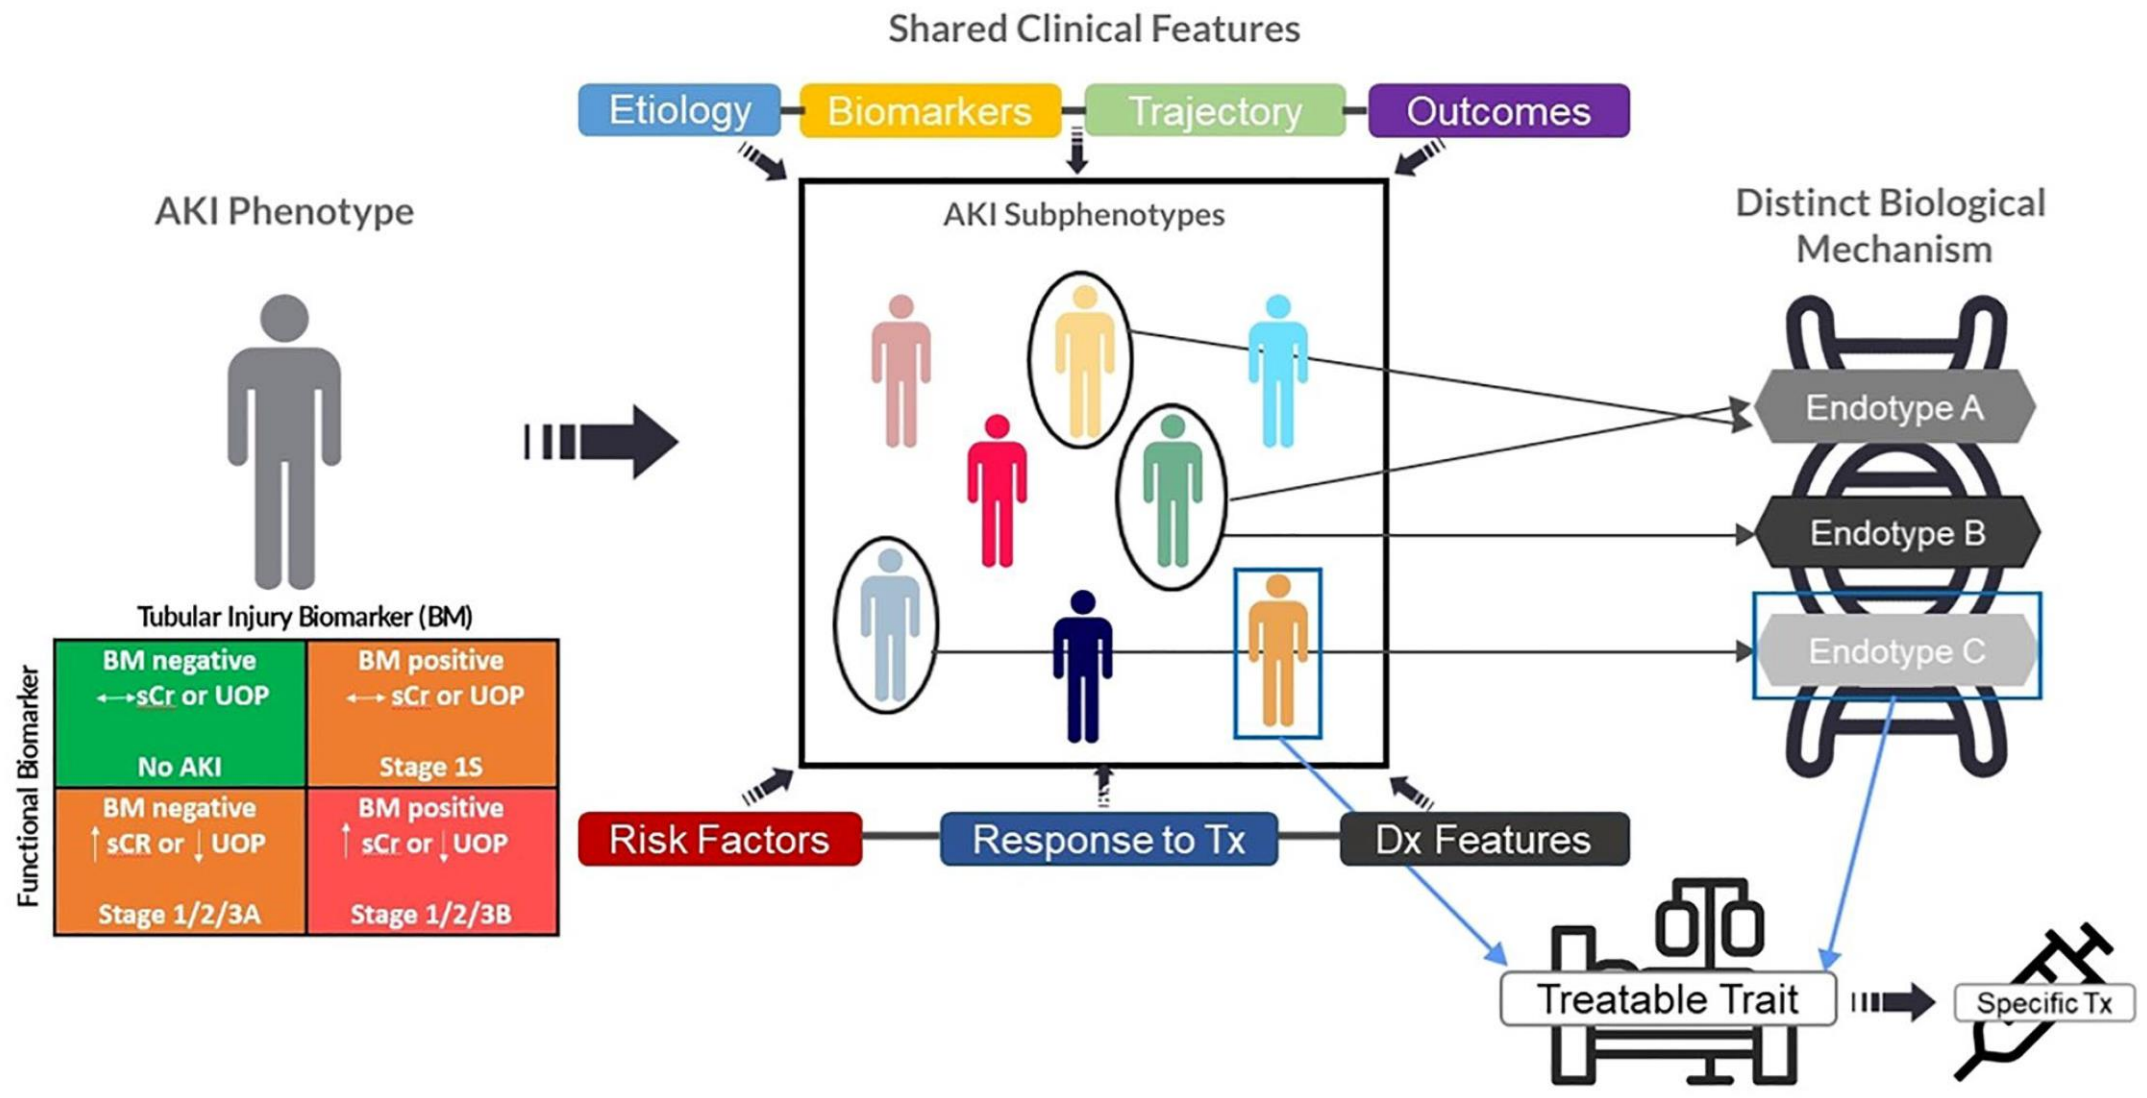 Shared Clinical Features
Etiology
Biomarkers
Trajectory
Outcomes
AKI Phenotype
AKI Subphenotypes
Distinct Biological
Mechanism
Endotype A
Endotype B
Endotype C
Tubular Injury Biomarker (BM)
Functional Biomarker
BM negative
↔sCr or UOP
No AKI
BM positive
↔ sCr or UOP
Stage 1S
BM negative
↑ sCR or ↓ UOP
Stage 1/2/3A
BM positive
↑ sCr or ↓ UOP
Stage 1/2/3B
Risk Factors
Response to Tx
Dx Features
Treatable Trait
Specific Tx